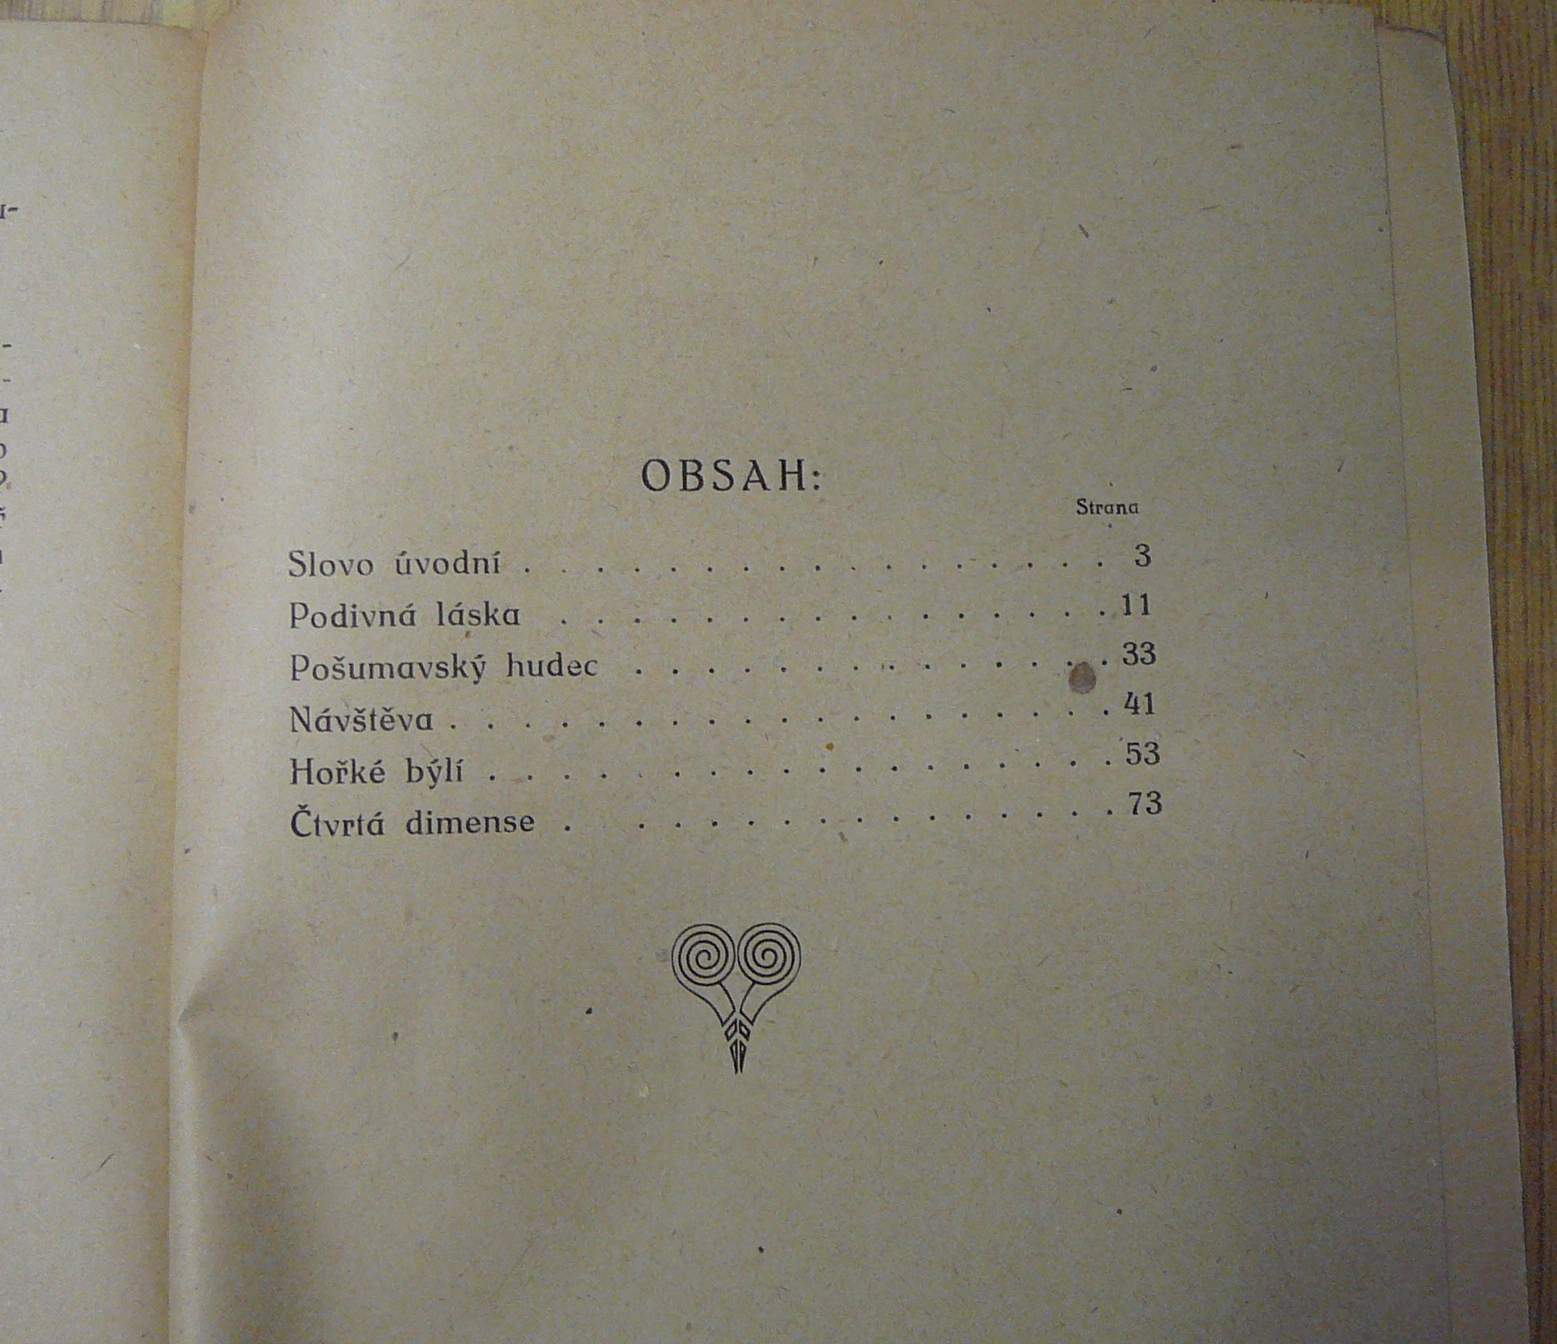 OBSAH:
Strana
Slovo úvodní . . . . . . . . . . . . . . . . . 3
Podivná láska . . . . . . . . . . . . . . . . 11
Pošumavský hudec . . . . . . . . . . . . . . 33
Návštěva . . . . . . . . . . . . . . . . . . . 41
Hořké býlí . . . . . . . . . . . . . . . . . . 53
Čtvrtá dimense . . . . . . . . . . . . . . . 73